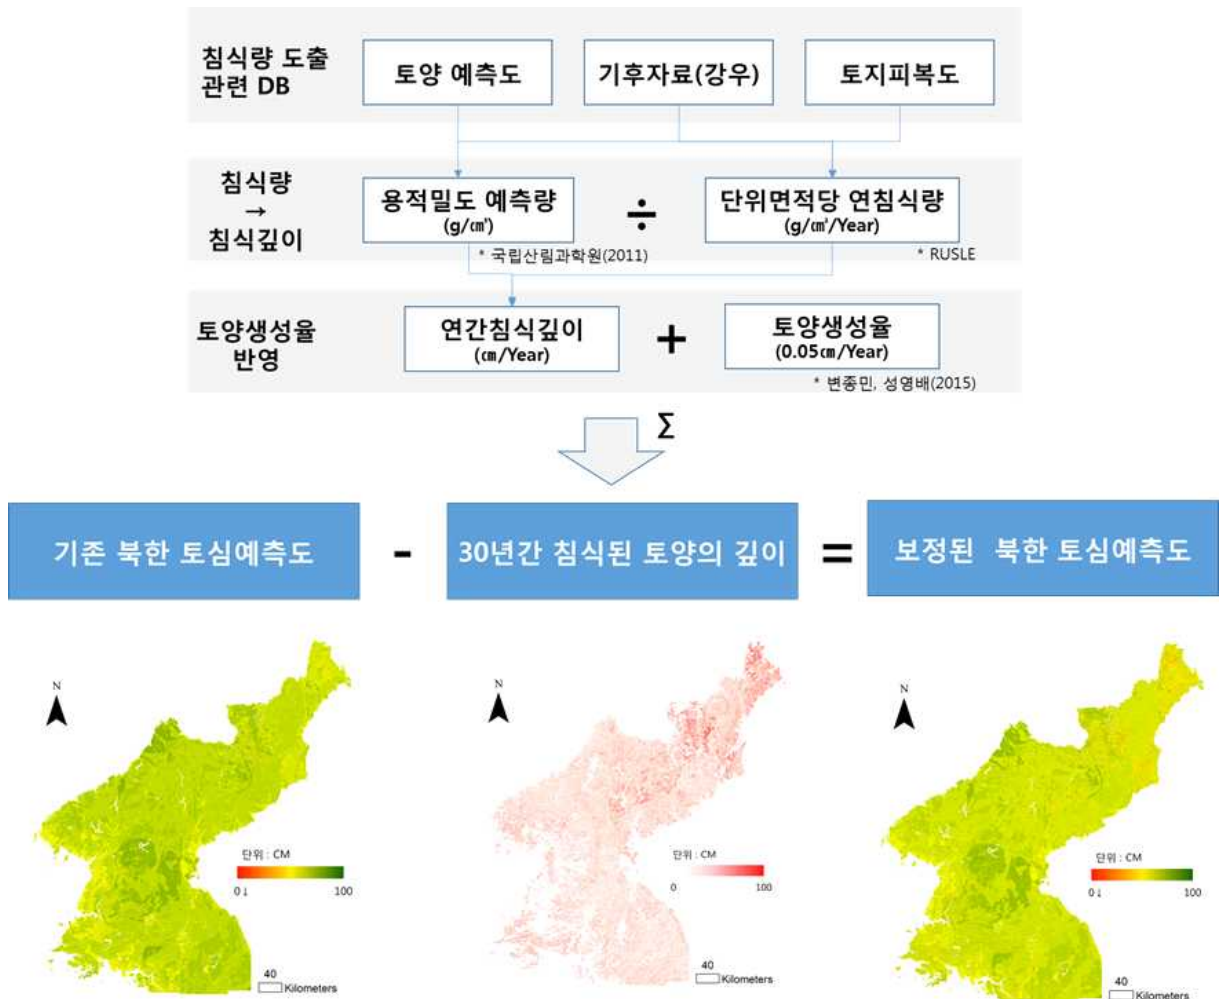 침식량 도출
관련 DB
토양 예측도
기후자료(강우)
토지피복도
침식량
→
침식깊이
용적밀도 예측량
(g/㎤)
÷
단위면적당 연침식량
(g/㎠/Year)
* 국립산림과학원(2011)
* RUSLE
토양생성율
반영
연간침식깊이
(㎝/Year)
+
토양생성율
(0.05㎝/Year)
* 변종민, 성영배(2015)
Σ
기존 북한 토심예측도
-
30년간 침식된 토양의 깊이
=
보정된 북한 토심예측도
N
단위 : CM
0↓ 100
40
Kilometers
N
단위 : CM
0 100
40
Kilometers
N
단위 : CM
0↓ 100
40
Kilometers